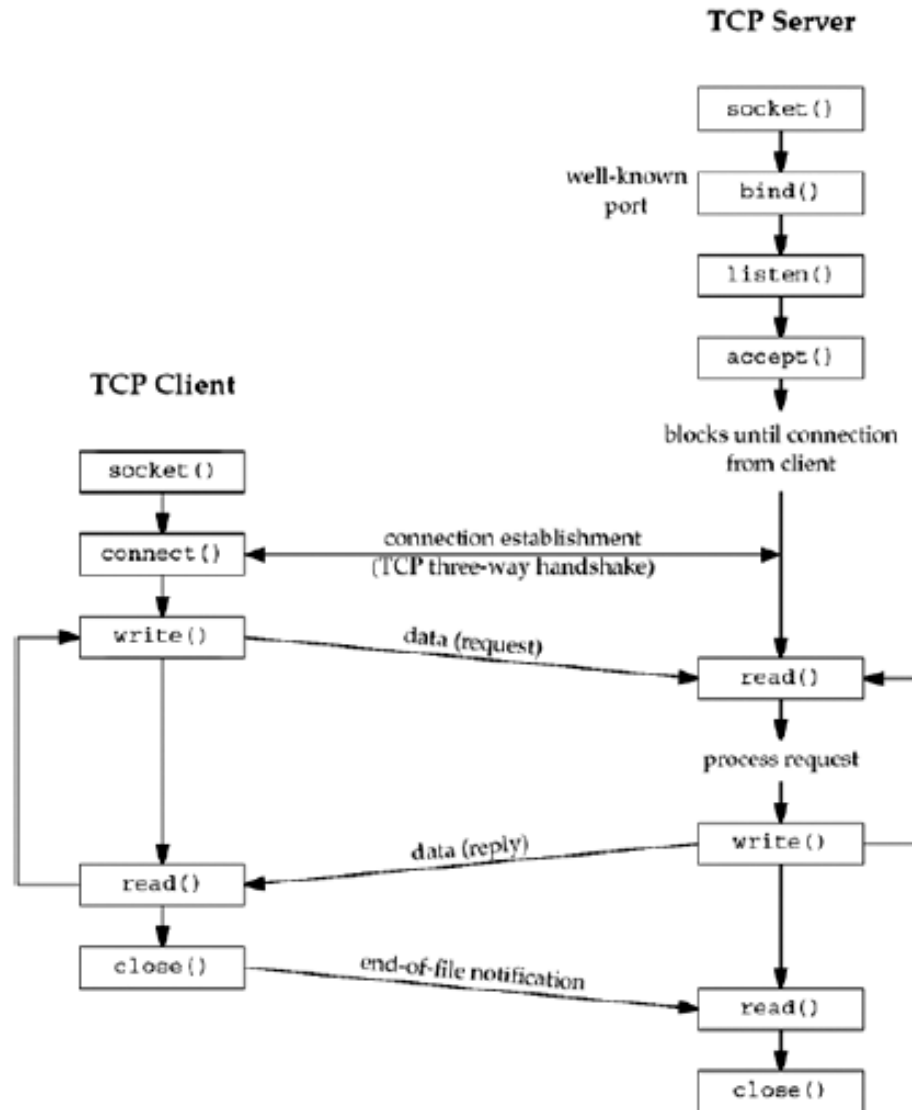 TCP Server
socket()
well-known
port
bind()
listen()
accept()
TCP Client
blocks until connection
from client
socket()
connect()
connection establishment
(TCP three-way handshake)
write()
data (request)
read()
process request
write()
data (reply)
read()
close()
end-of-file notification
read()
close()